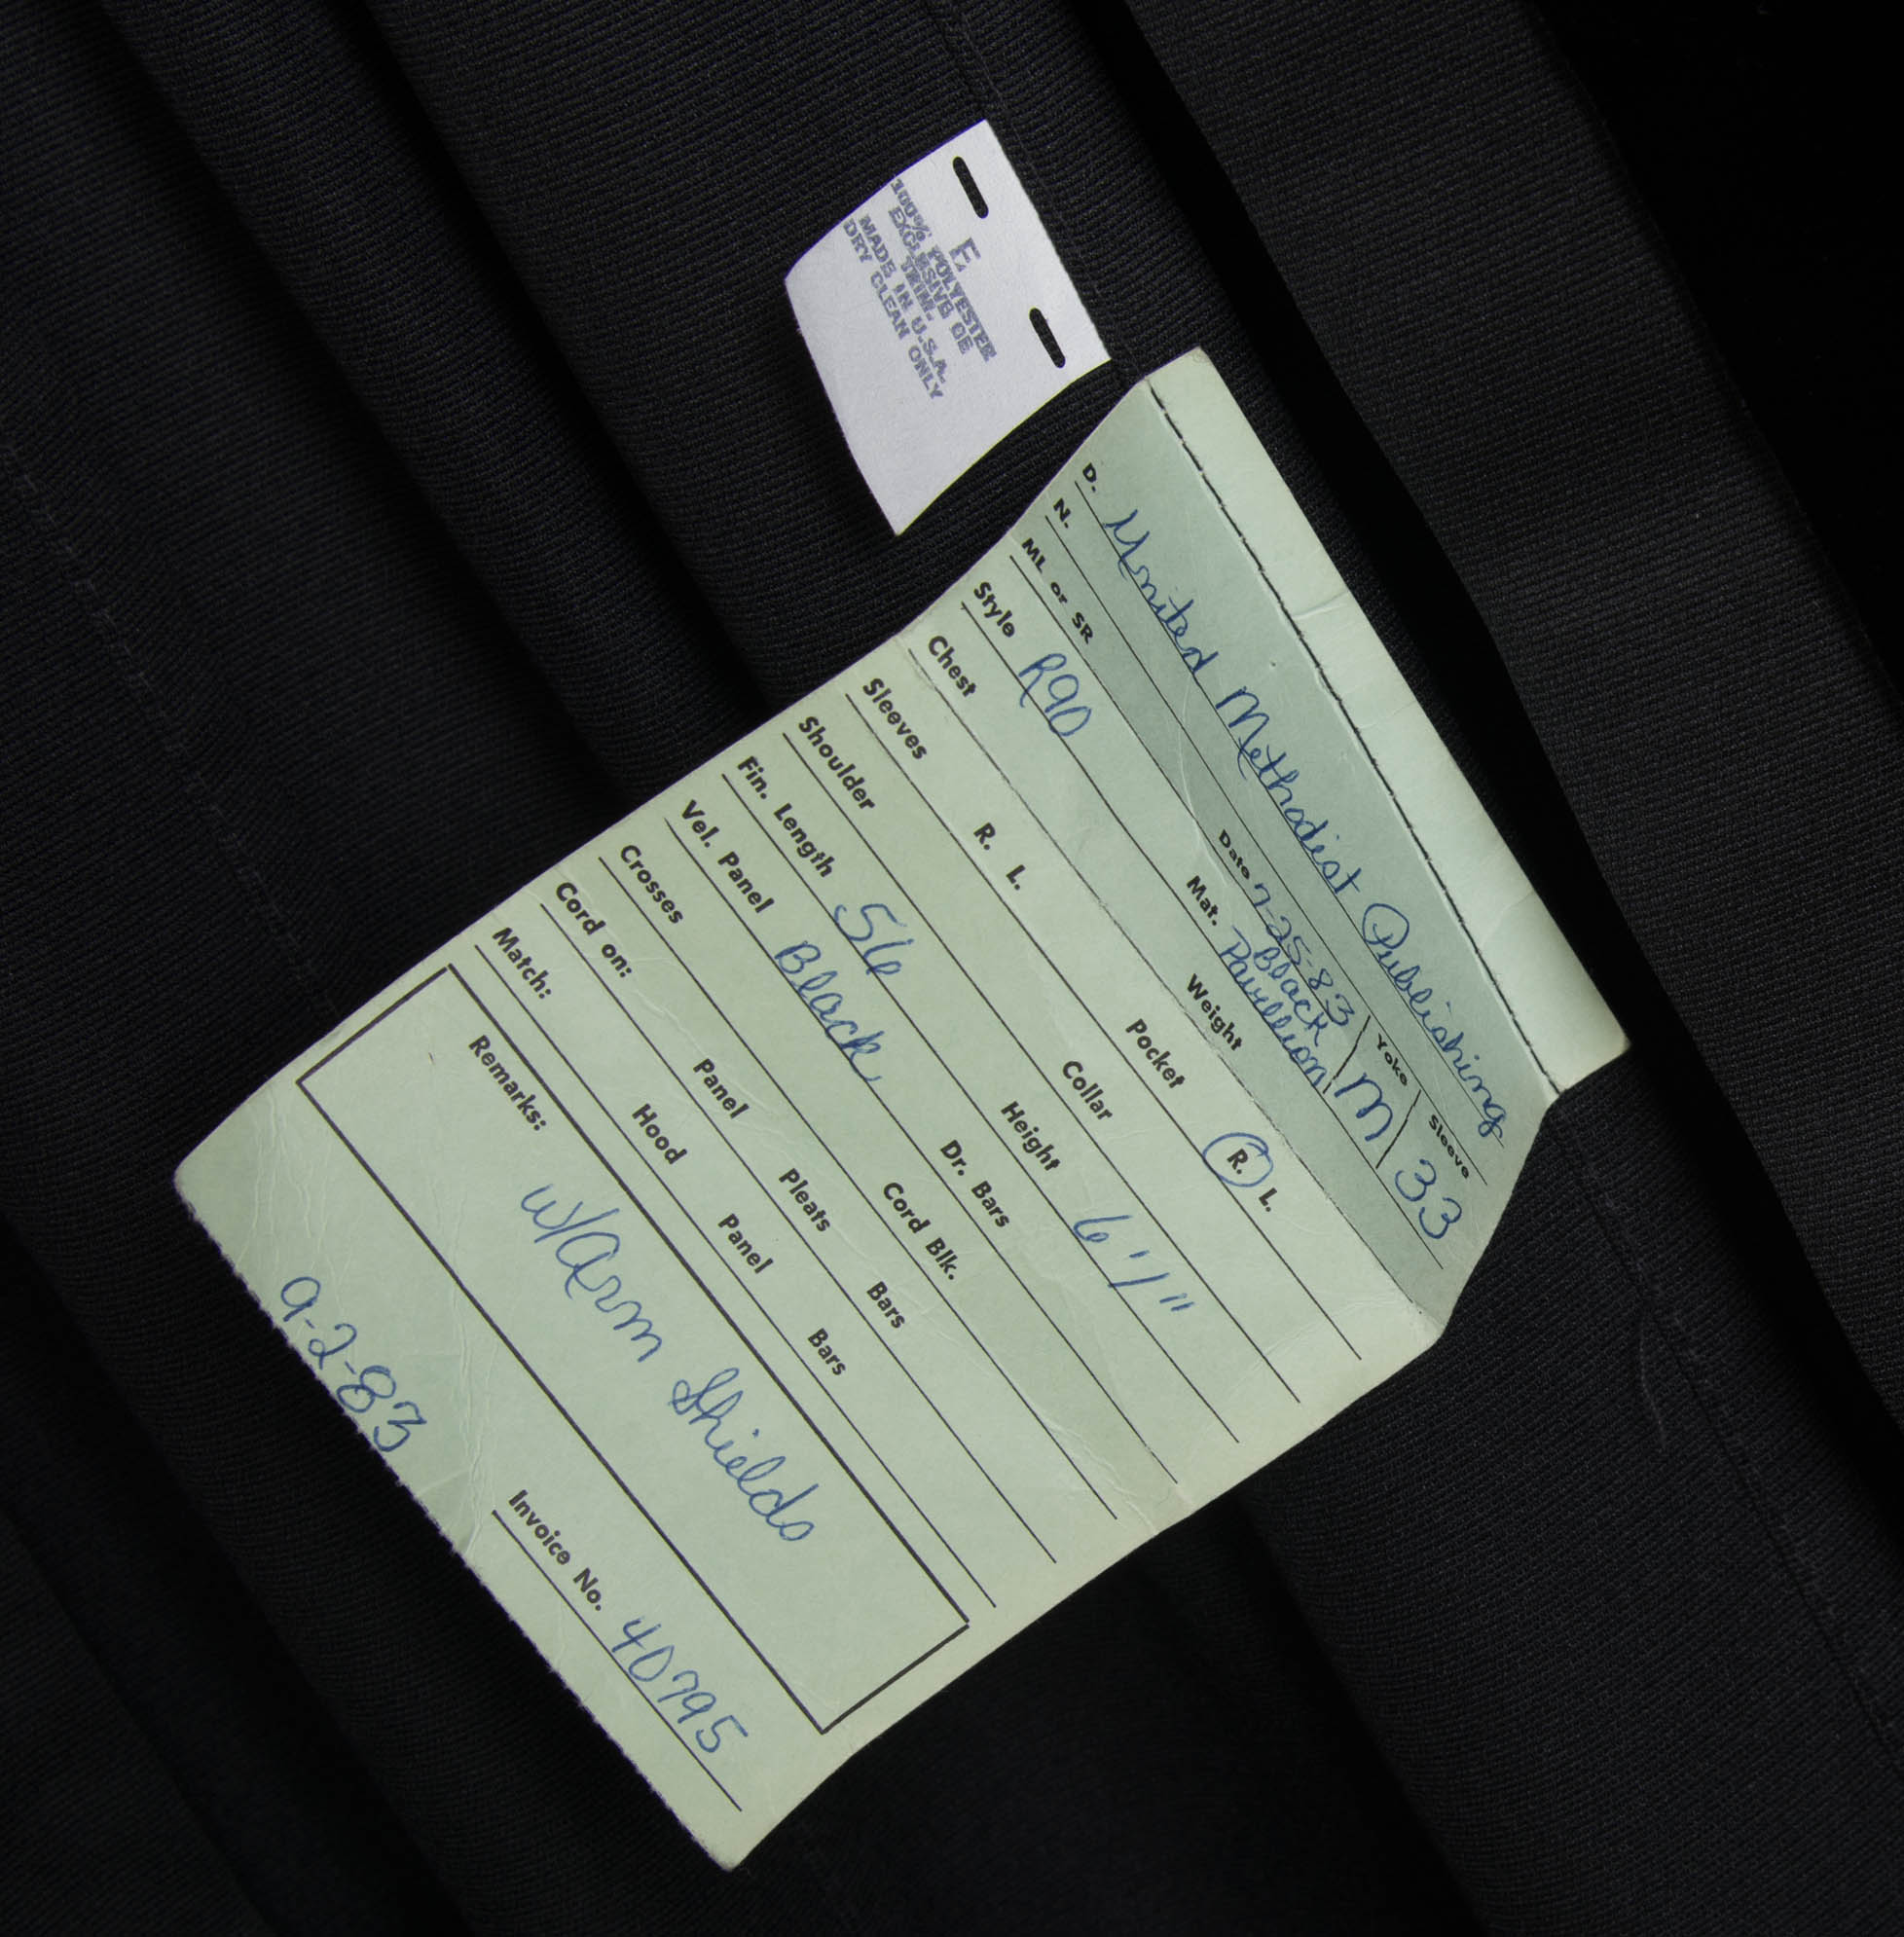 E
100% POLYESTER
EXCLUSIVE OF
TRIM.
MADE IN U.S.A.
DRY CLEAN ONLY
D. United Methodist Publishing
N. Date 7-25-83 Yoke Sleeve
ML or SR Mat. Black Pavillion M 33
Style R90 Weight
Chest Pocket R. L.
Sleeves R. L. Collar
Shoulder Height 6'1"
Fin. Length 56 Dr. Bars
Vel. Panel Black Cord Blk.
Crosses
Cord on: Panel Pleats Bars
Match: Hood Panel Bars
Remarks:
w/Arm Shields
Invoice No. 40795
9-2-83